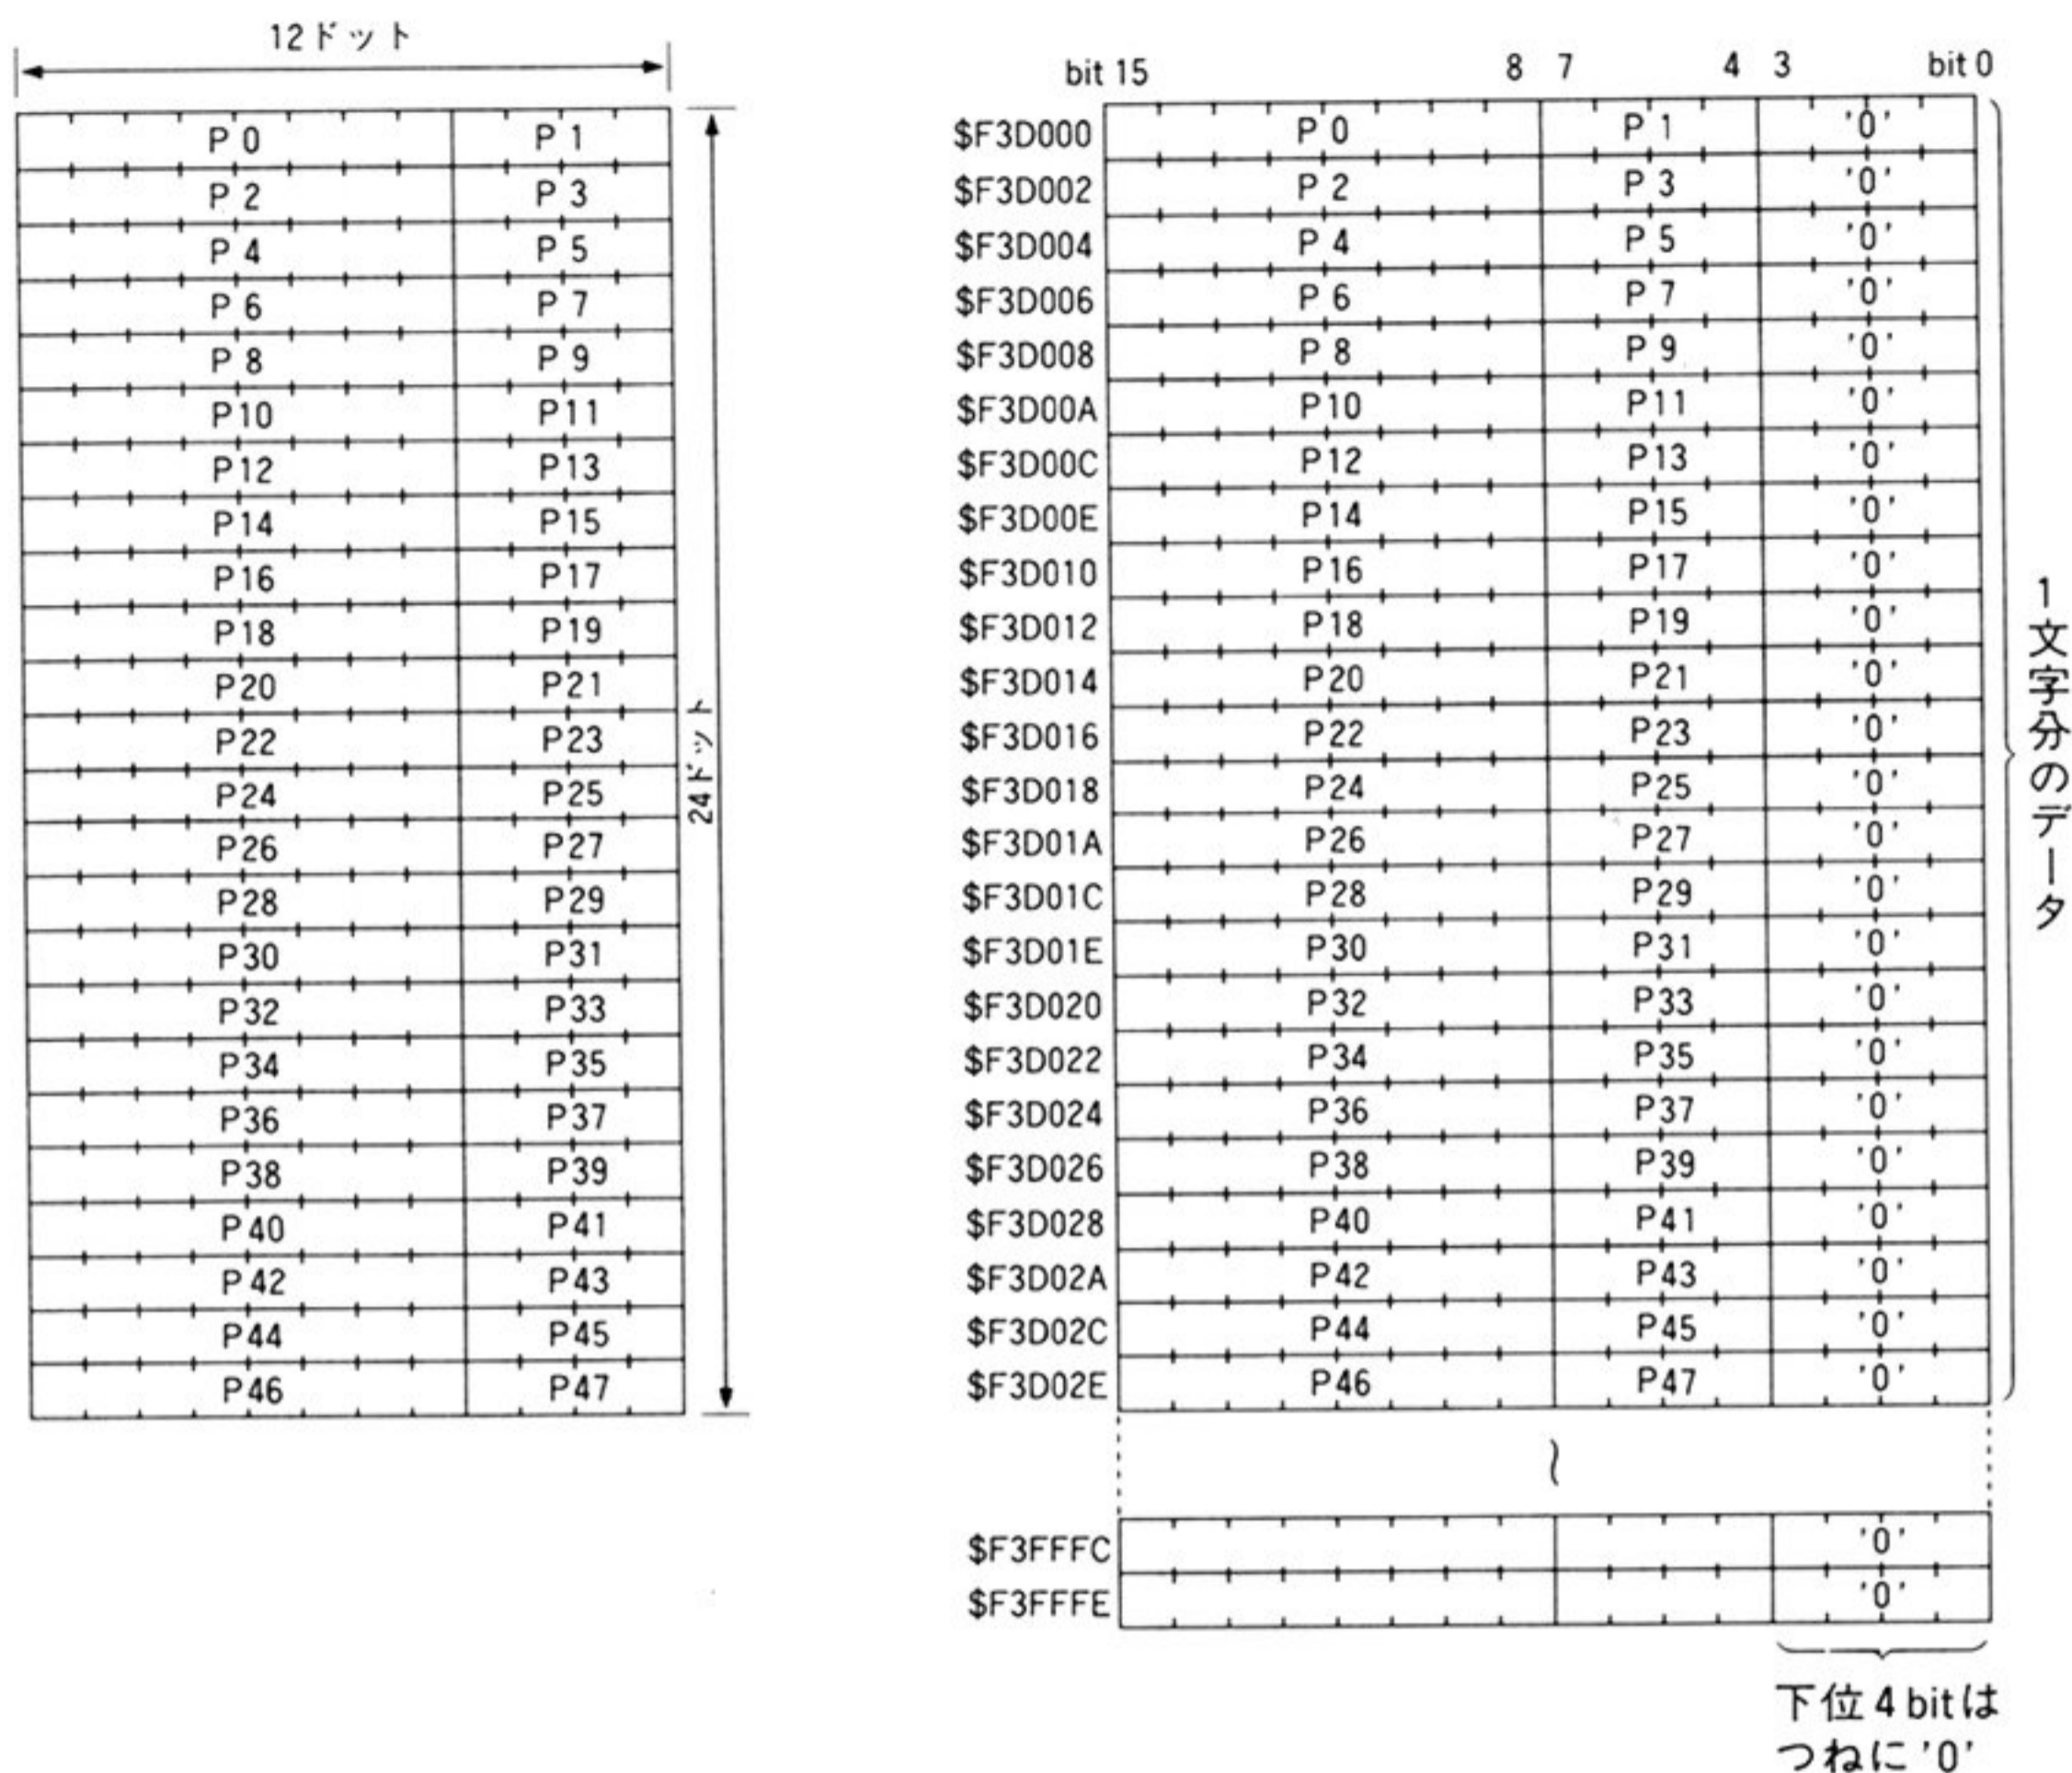 12ドット
P0 P1
P2 P3
P4 P5
P6 P7
P8 P9
P10 P11
P12 P13
P14 P15
P16 P17
P18 P19
P20 P21
P22 P23
P24 P25
P26 P27
P28 P29
P30 P31
P32 P33
P34 P35
P36 P37
P38 P39
P40 P41
P42 P43
P44 P45
P46 P47
24ドット
bit 15 8 7 4 3 bit 0
$F3D000 P0 P1 '0'
$F3D002 P2 P3 '0'
$F3D004 P4 P5 '0'
$F3D006 P6 P7 '0'
$F3D008 P8 P9 '0'
$F3D00A P10 P11 '0'
$F3D00C P12 P13 '0'
$F3D00E P14 P15 '0'
$F3D010 P16 P17 '0'
$F3D012 P18 P19 '0'
$F3D014 P20 P21 '0'
$F3D016 P22 P23 '0'
$F3D018 P24 P25 '0'
$F3D01A P26 P27 '0'
$F3D01C P28 P29 '0'
$F3D01E P30 P31 '0'
$F3D020 P32 P33 '0'
$F3D022 P34 P35 '0'
$F3D024 P36 P37 '0'
$F3D026 P38 P39 '0'
$F3D028 P40 P41 '0'
$F3D02A P42 P43 '0'
$F3D02C P44 P45 '0'
$F3D02E P46 P47 '0'
1文字分のデータ
$F3FFFC '0'
$F3FFFE '0'
下位4bitは
つねに'0'